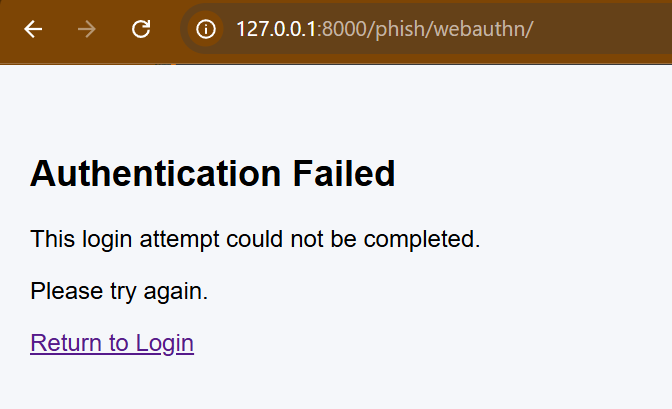 127.0.0.1:8000/phish/webauthn/
Authentication Failed
This login attempt could not be completed.
Please try again.
Return to Login